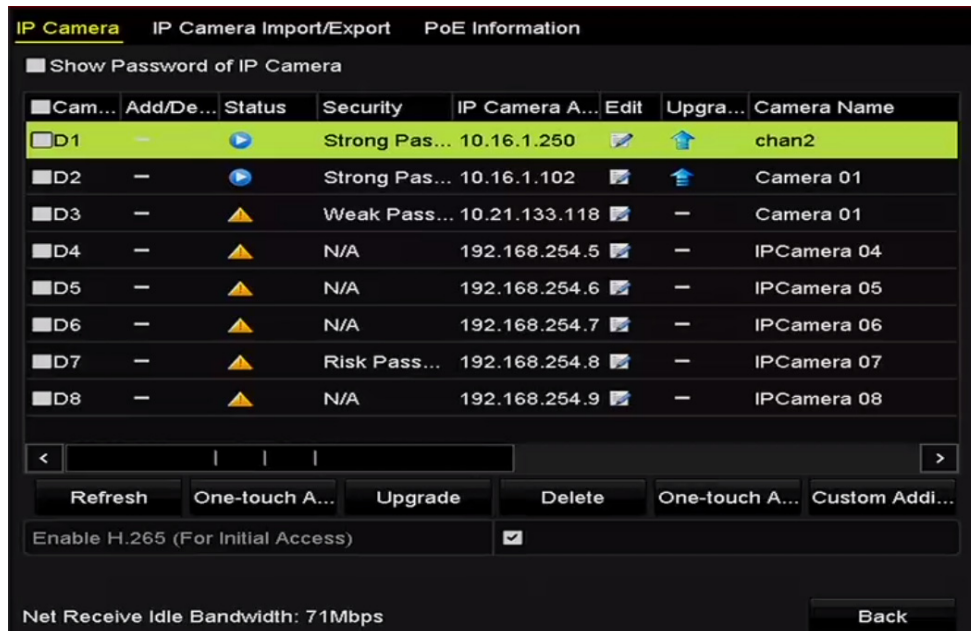 IP Camera IP Camera Import/Export PoE Information
Show Password of IP Camera
Cam... Add/De... Status Security IP Camera A... Edit Upgra... Camera Name
D1 – Strong Pas... 10.16.1.250 chan2
D2 – Strong Pas... 10.16.1.102 Camera 01
D3 – Weak Pass... 10.21.133.118 – Camera 01
D4 – N/A 192.168.254.5 – IPCamera 04
D5 – N/A 192.168.254.6 – IPCamera 05
D6 – N/A 192.168.254.7 – IPCamera 06
D7 – Risk Pass... 192.168.254.8 – IPCamera 07
D8 – N/A 192.168.254.9 – IPCamera 08
< >
Refresh One-touch A... Upgrade Delete One-touch A... Custom Addi...
Enable H.265 (For Initial Access)
Net Receive Idle Bandwidth: 71Mbps Back